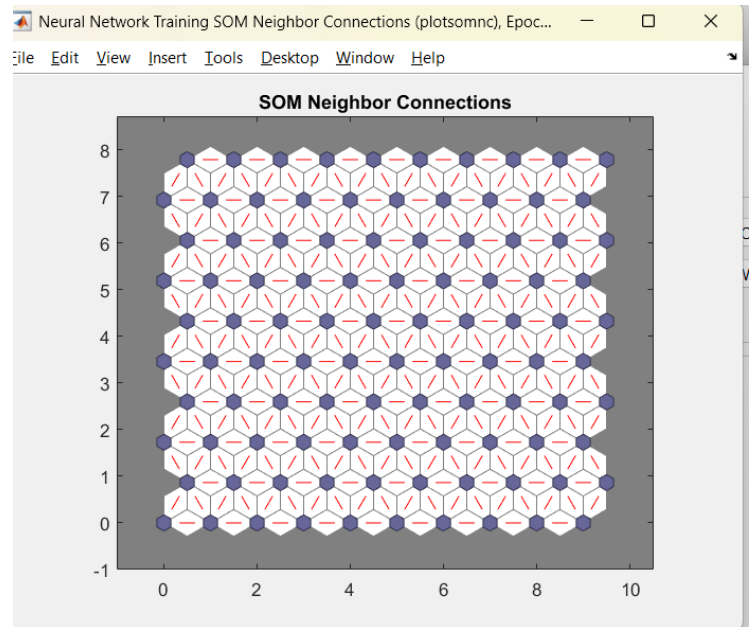 Neural Network Training SOM Neighbor Connections (plotsomnc), Epoc...
File Edit View Insert Tools Desktop Window Help
SOM Neighbor Connections
8
7
6
5
4
3
2
1
0
-1
0 2 4 6 8 10